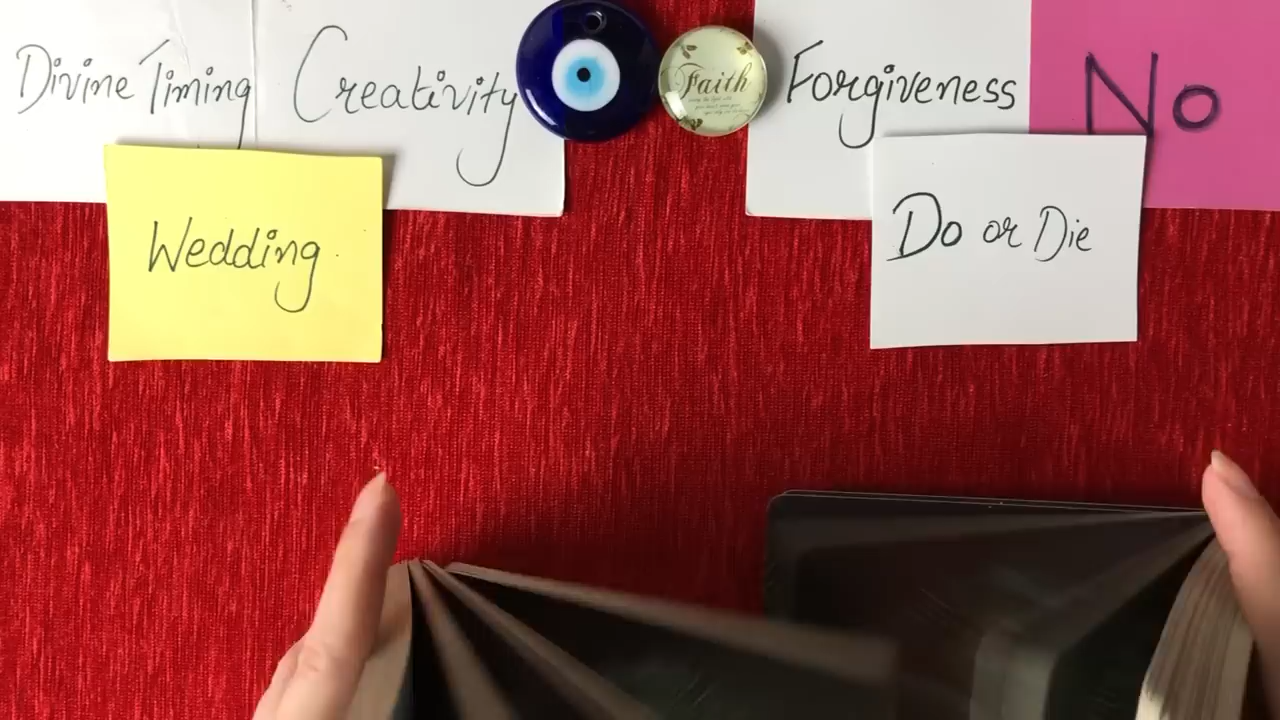 Divine Timing
Creativity
Faith
Forgiveness
No
Wedding
Do or Die